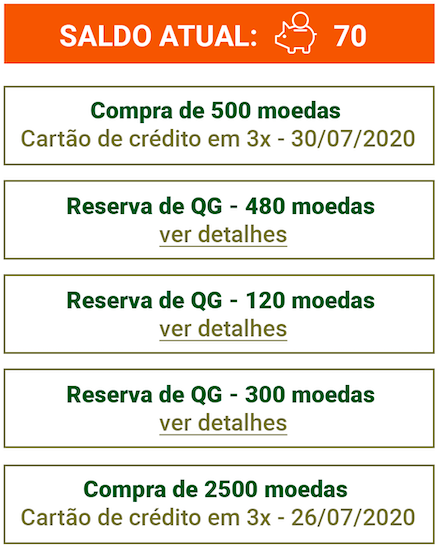 SALDO ATUAL: 70
Compra de 500 moedas
Cartão de crédito em 3x - 30/07/2020
Reserva de QG - 480 moedas
ver detalhes
Reserva de QG - 120 moedas
ver detalhes
Reserva de QG - 300 moedas
ver detalhes
Compra de 2500 moedas
Cartão de crédito em 3x - 26/07/2020